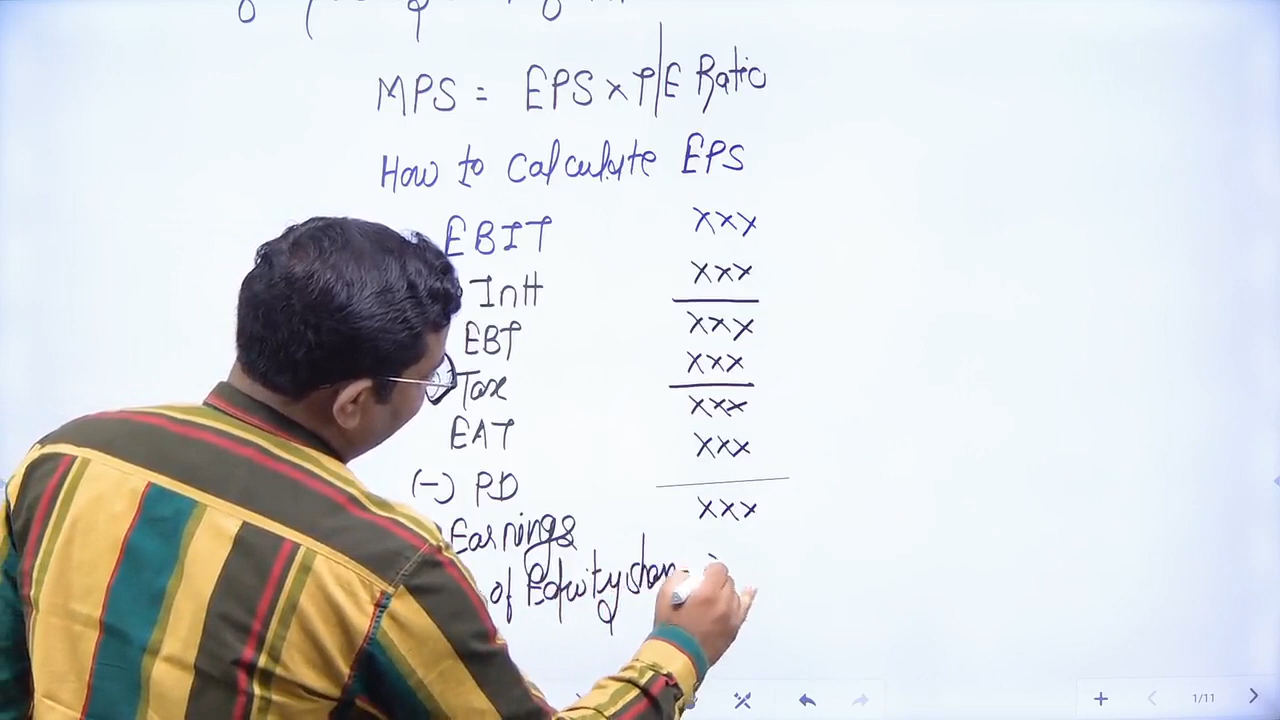 MPS = EPS x P/E Ratio
How to Calculate EPS
EBIT xxx
Intt xxx
EBT xxx
Tax xxx
EAT xxx
xxx
(-) PD
Earnings xxx
of Equity share
1/11